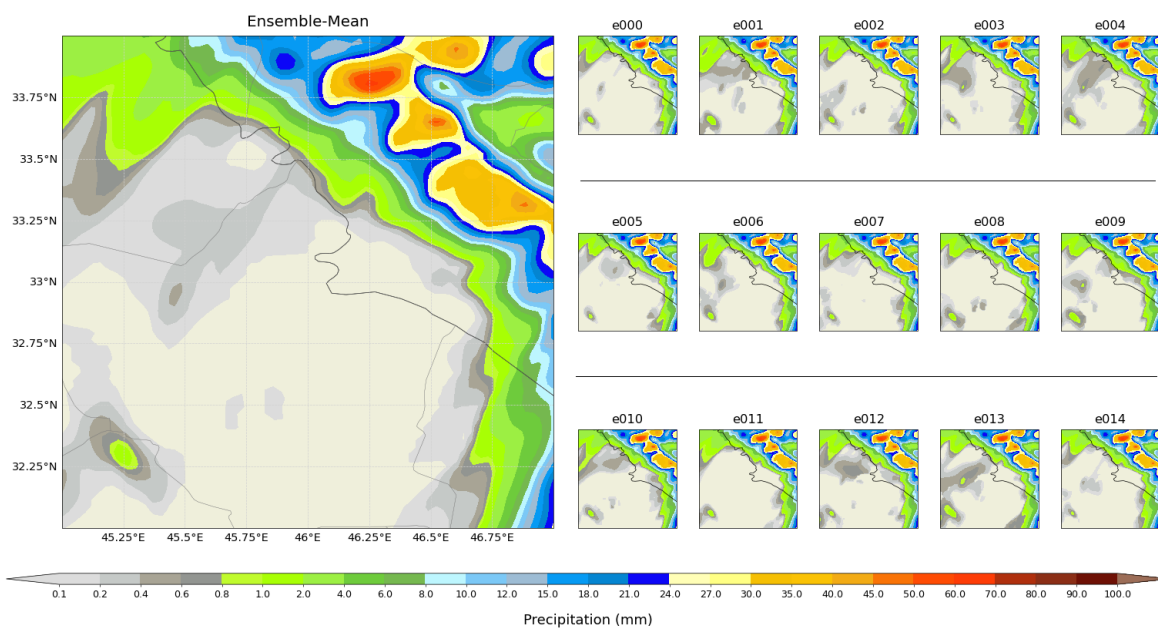 Ensemble-Mean
e000 e001 e002 e003 e004
33.75°N
33.5°N
33.25°N
33°N
32.75°N
32.5°N
32.25°N
45.25°E 45.5°E 45.75°E 46°E 46.25°E 46.5°E 46.75°E
e005 e006 e007 e008 e009
e010 e011 e012 e013 e014
0.1 0.2 0.4 0.6 0.8 1.0 2.0 4.0 6.0 8.0 10.0 12.0 15.0 18.0 21.0 24.0 27.0 30.0 35.0 40.0 45.0 50.0 60.0 70.0 80.0 90.0 100.0
Precipitation (mm)